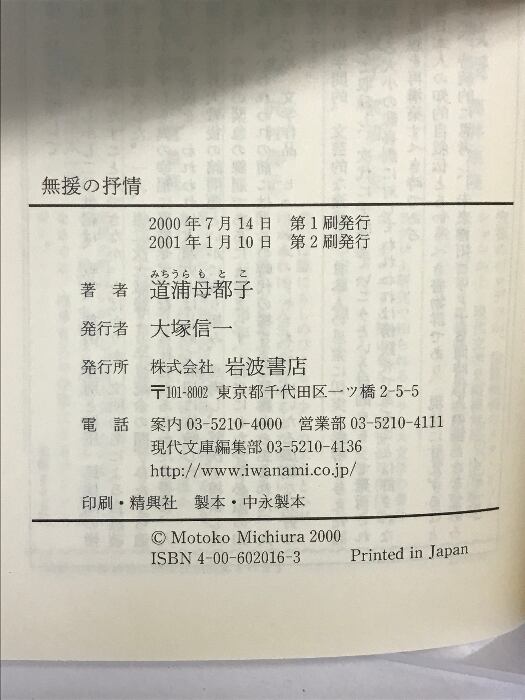 無援の抒情
2000年7月14日　第1刷発行
2001年1月10日　第2刷発行
みちうらもとこ
著　者　道浦母都子
発行者　大塚信一
発行所　株式会社 岩波書店
〒101-8002 東京都千代田区一ツ橋2-5-5
電　話　案内 03-5210-4000　営業部 03-5210-4111
現代文庫編集部 03-5210-4136
http://www.iwanami.co.jp/
印刷・精興社　製本・中永製本
© Motoko Michiura 2000
ISBN 4-00-602016-3　Printed in Japan